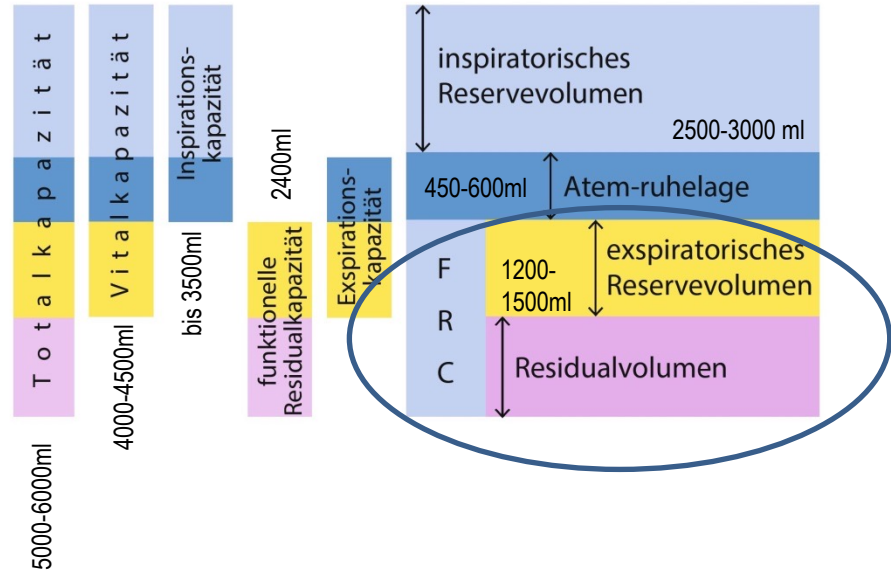 Totalkapazität
5000-6000ml
Vitalkapazität
4000-4500ml
Inspirations-
kapazität
bis 3500ml
2400ml
funktionelle
Residualkapazität
Exspirations-
kapazität
inspiratorisches
Reservevolumen
2500-3000 ml
450-600ml
Atem-ruhelage
F
R
C
1200-
1500ml
exspiratorisches
Reservevolumen
Residualvolumen